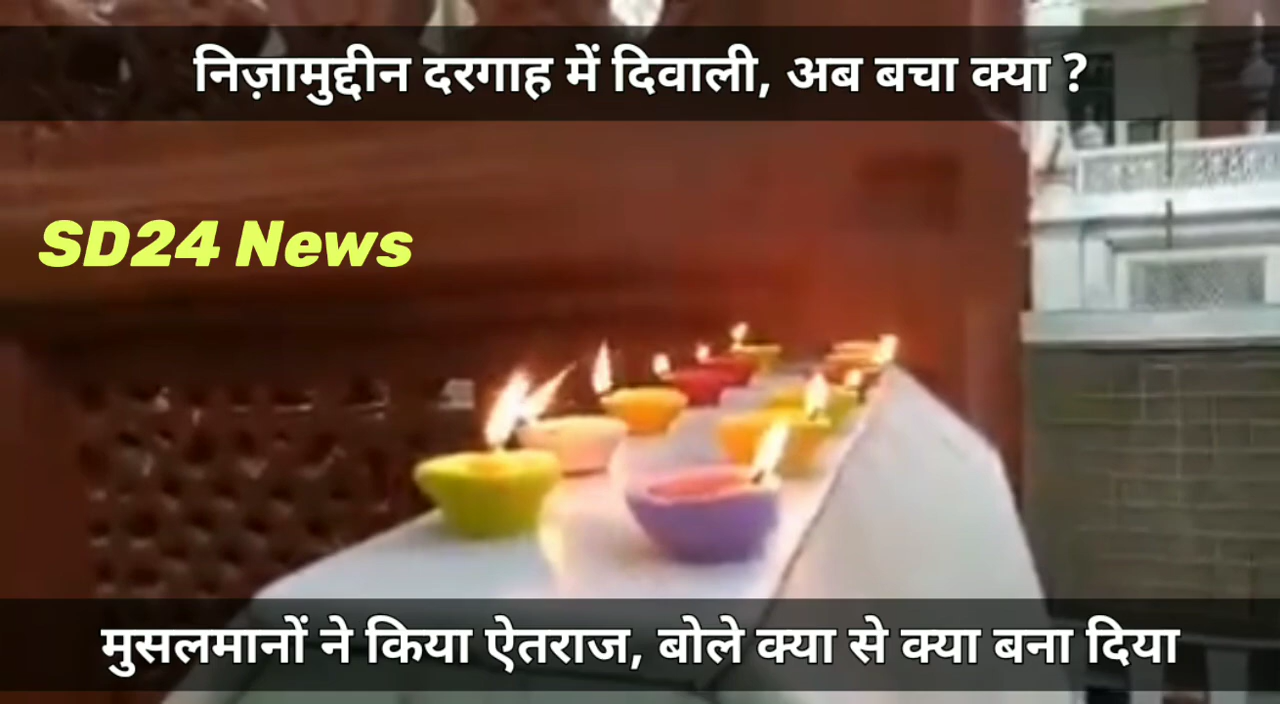 निज़ामुद्दीन दरगाह में दिवाली, अब बचा क्या ?
SD24 News
मुसलमानों ने किया ऐतराज, बोले क्या से क्या बना दिया